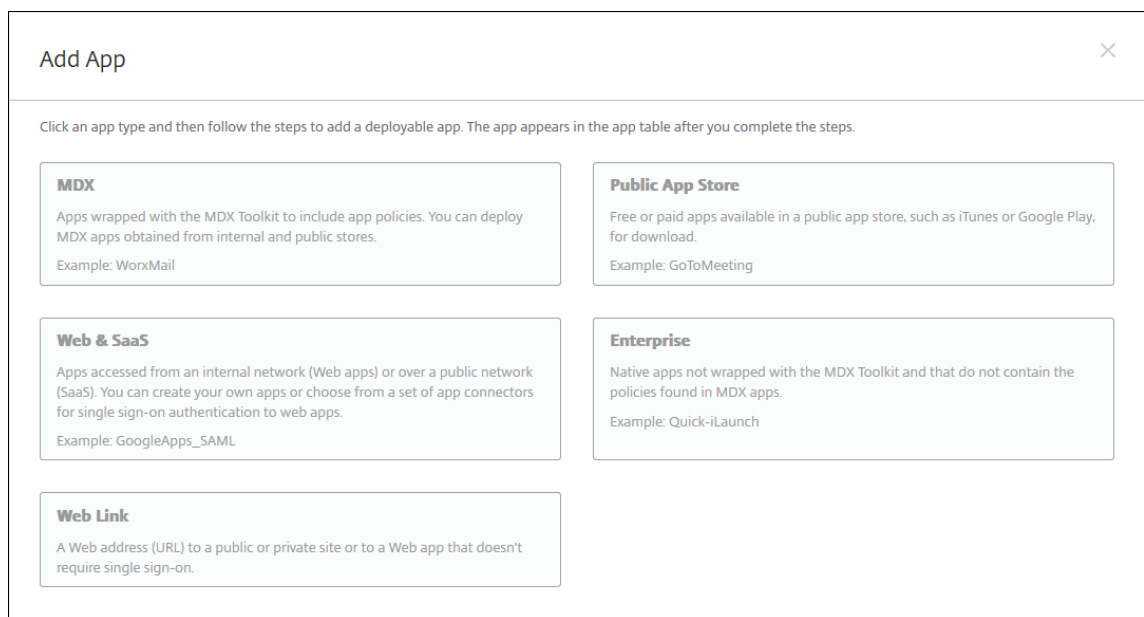 Add App
Click an app type and then follow the steps to add a deployable app. The app appears in the app table after you complete the steps.
MDX
Apps wrapped with the MDX Toolkit to include app policies. You can deploy
MDX apps obtained from internal and public stores.
Example: WorxMail
Public App Store
Free or paid apps available in a public app store, such as iTunes or Google Play,
for download.
Example: GoToMeeting
Web & SaaS
Apps accessed from an internal network (Web apps) or over a public network
(SaaS). You can create your own apps or choose from a set of app connectors
for single sign-on authentication to web apps.
Example: GoogleApps_SAML
Enterprise
Native apps not wrapped with the MDX Toolkit and that do not contain the
policies found in MDX apps.
Example: Quick-iLaunch
Web Link
A Web address (URL) to a public or private site or to a Web app that doesn't
require single sign-on.